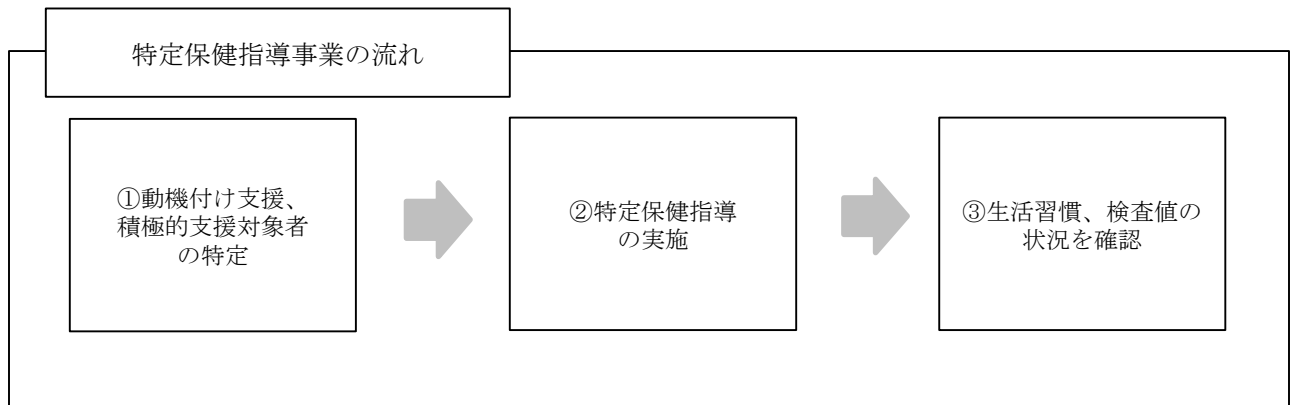 特定保健指導事業の流れ
①動機付け支援、
積極的支援対象者
の特定
②特定保健指導
の実施
③生活習慣、検査値の
状況を確認